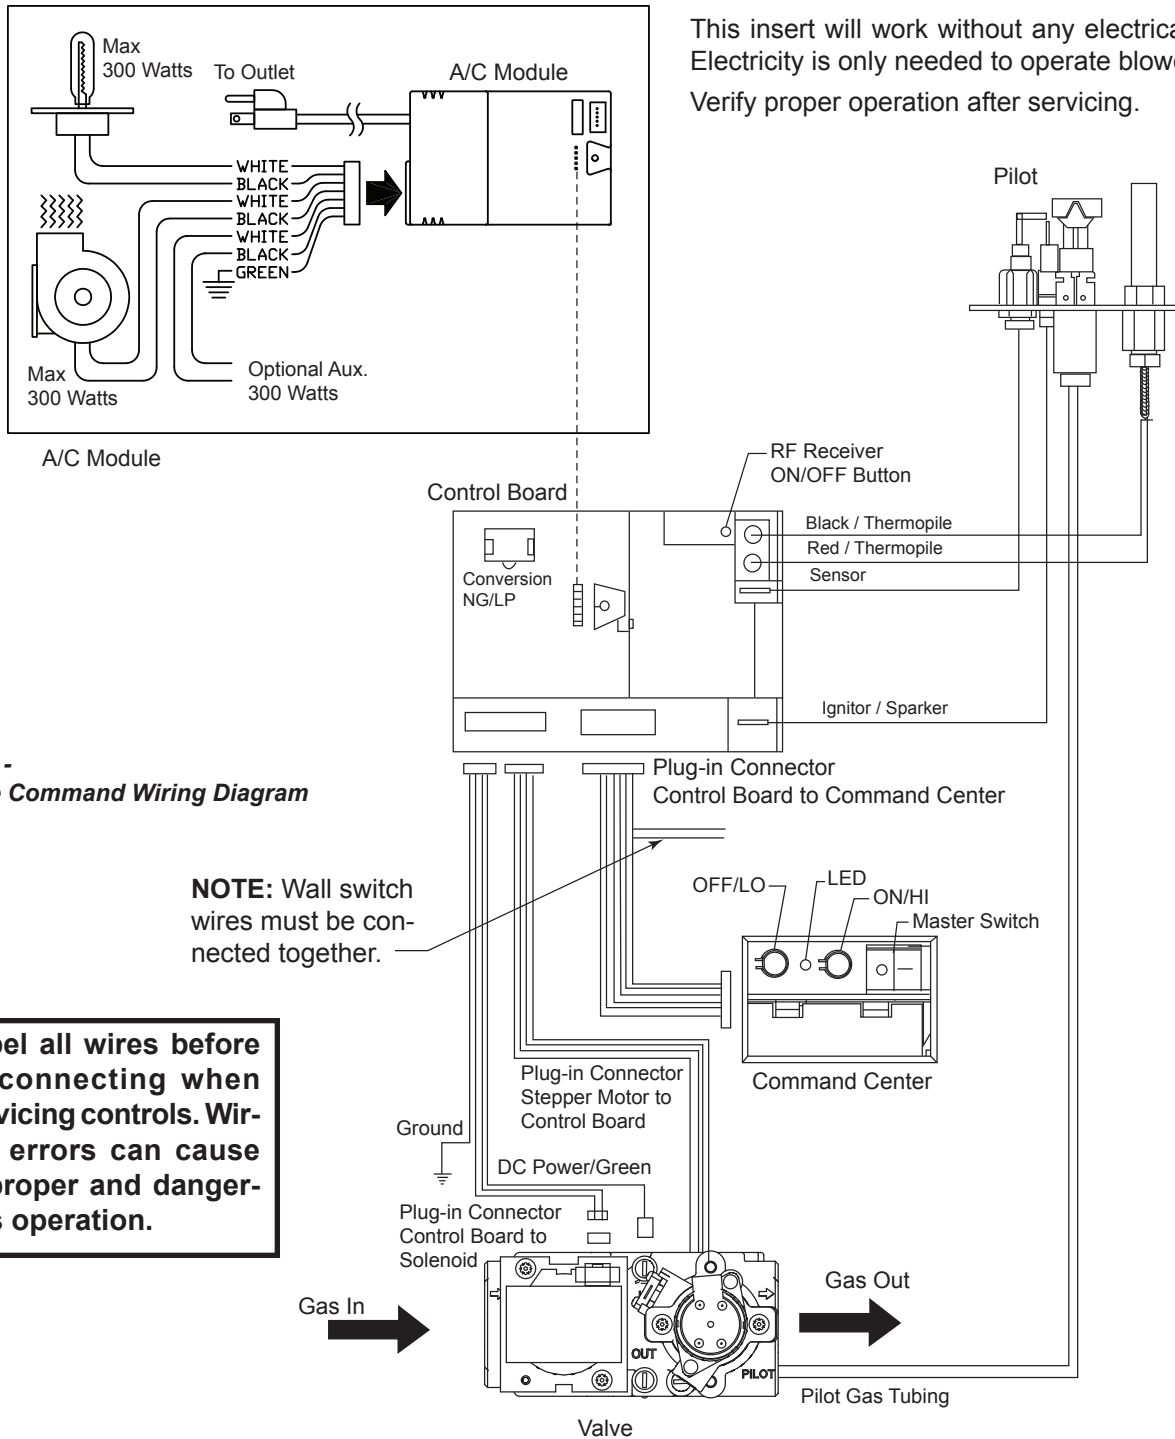 This insert will work without any electrica
Electricity is only needed to operate blowe
Verify proper operation after servicing.
Max
300 Watts
To Outlet
A/C Module
WHITE
BLACK
WHITE
BLACK
WHITE
BLACK
GREEN
Max
300 Watts
Optional Aux.
300 Watts
A/C Module
Pilot
RF Receiver
ON/OFF Button
Control Board
Black / Thermopile
Red / Thermopile
Sensor
Conversion
NG/LP
Ignitor / Sparker
-
Command Wiring Diagram
Plug-in Connector
Control Board to Command Center
NOTE: Wall switch
wires must be con-
nected together.
OFF/LO
LED
ON/HI
Master Switch
Command Center
bel all wires before
connecting when
vicing controls. Wir-
errors can cause
proper and danger-
s operation.
Plug-in Connector
Stepper Motor to
Control Board
Ground
DC Power/Green
Plug-in Connector
Control Board to
Solenoid
Gas In
Gas Out
OUT
PILOT
Pilot Gas Tubing
Valve